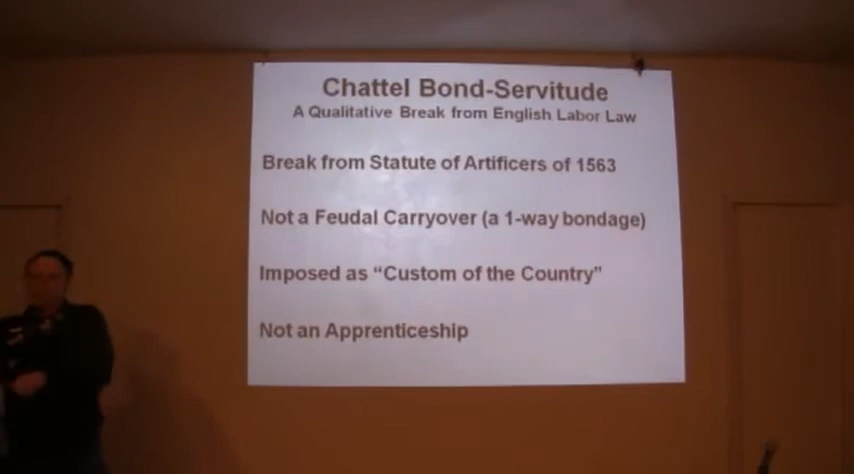 Chattel Bond-Servitude
A Qualitative Break from English Labor Law
Break from Statute of Artificers of 1563
Not a Feudal Carryover (a 1-way bondage)
Imposed as “Custom of the Country”
Not an Apprenticeship